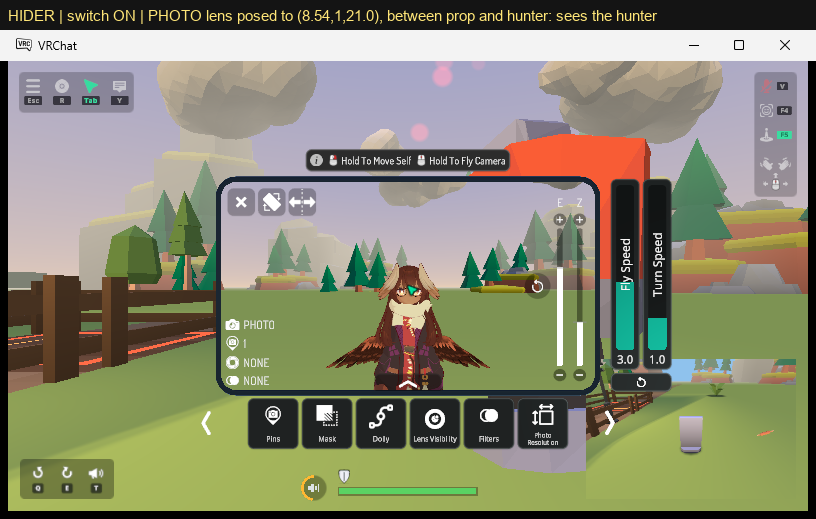 HIDER | switch ON | PHOTO lens posed to (8.54,1,21.0), between prop and hunter: sees the hunter
VRC VRChat
Esc R Tab Y
V
F4
F5
i Hold To Move Self Hold To Fly Camera
E Z
Fly Speed
Turn Speed
PHOTO
1
NONE
NONE
3.0 1.0
Pins Mask Dolly Lens Visibility Filters Photo Resolution
Q E T